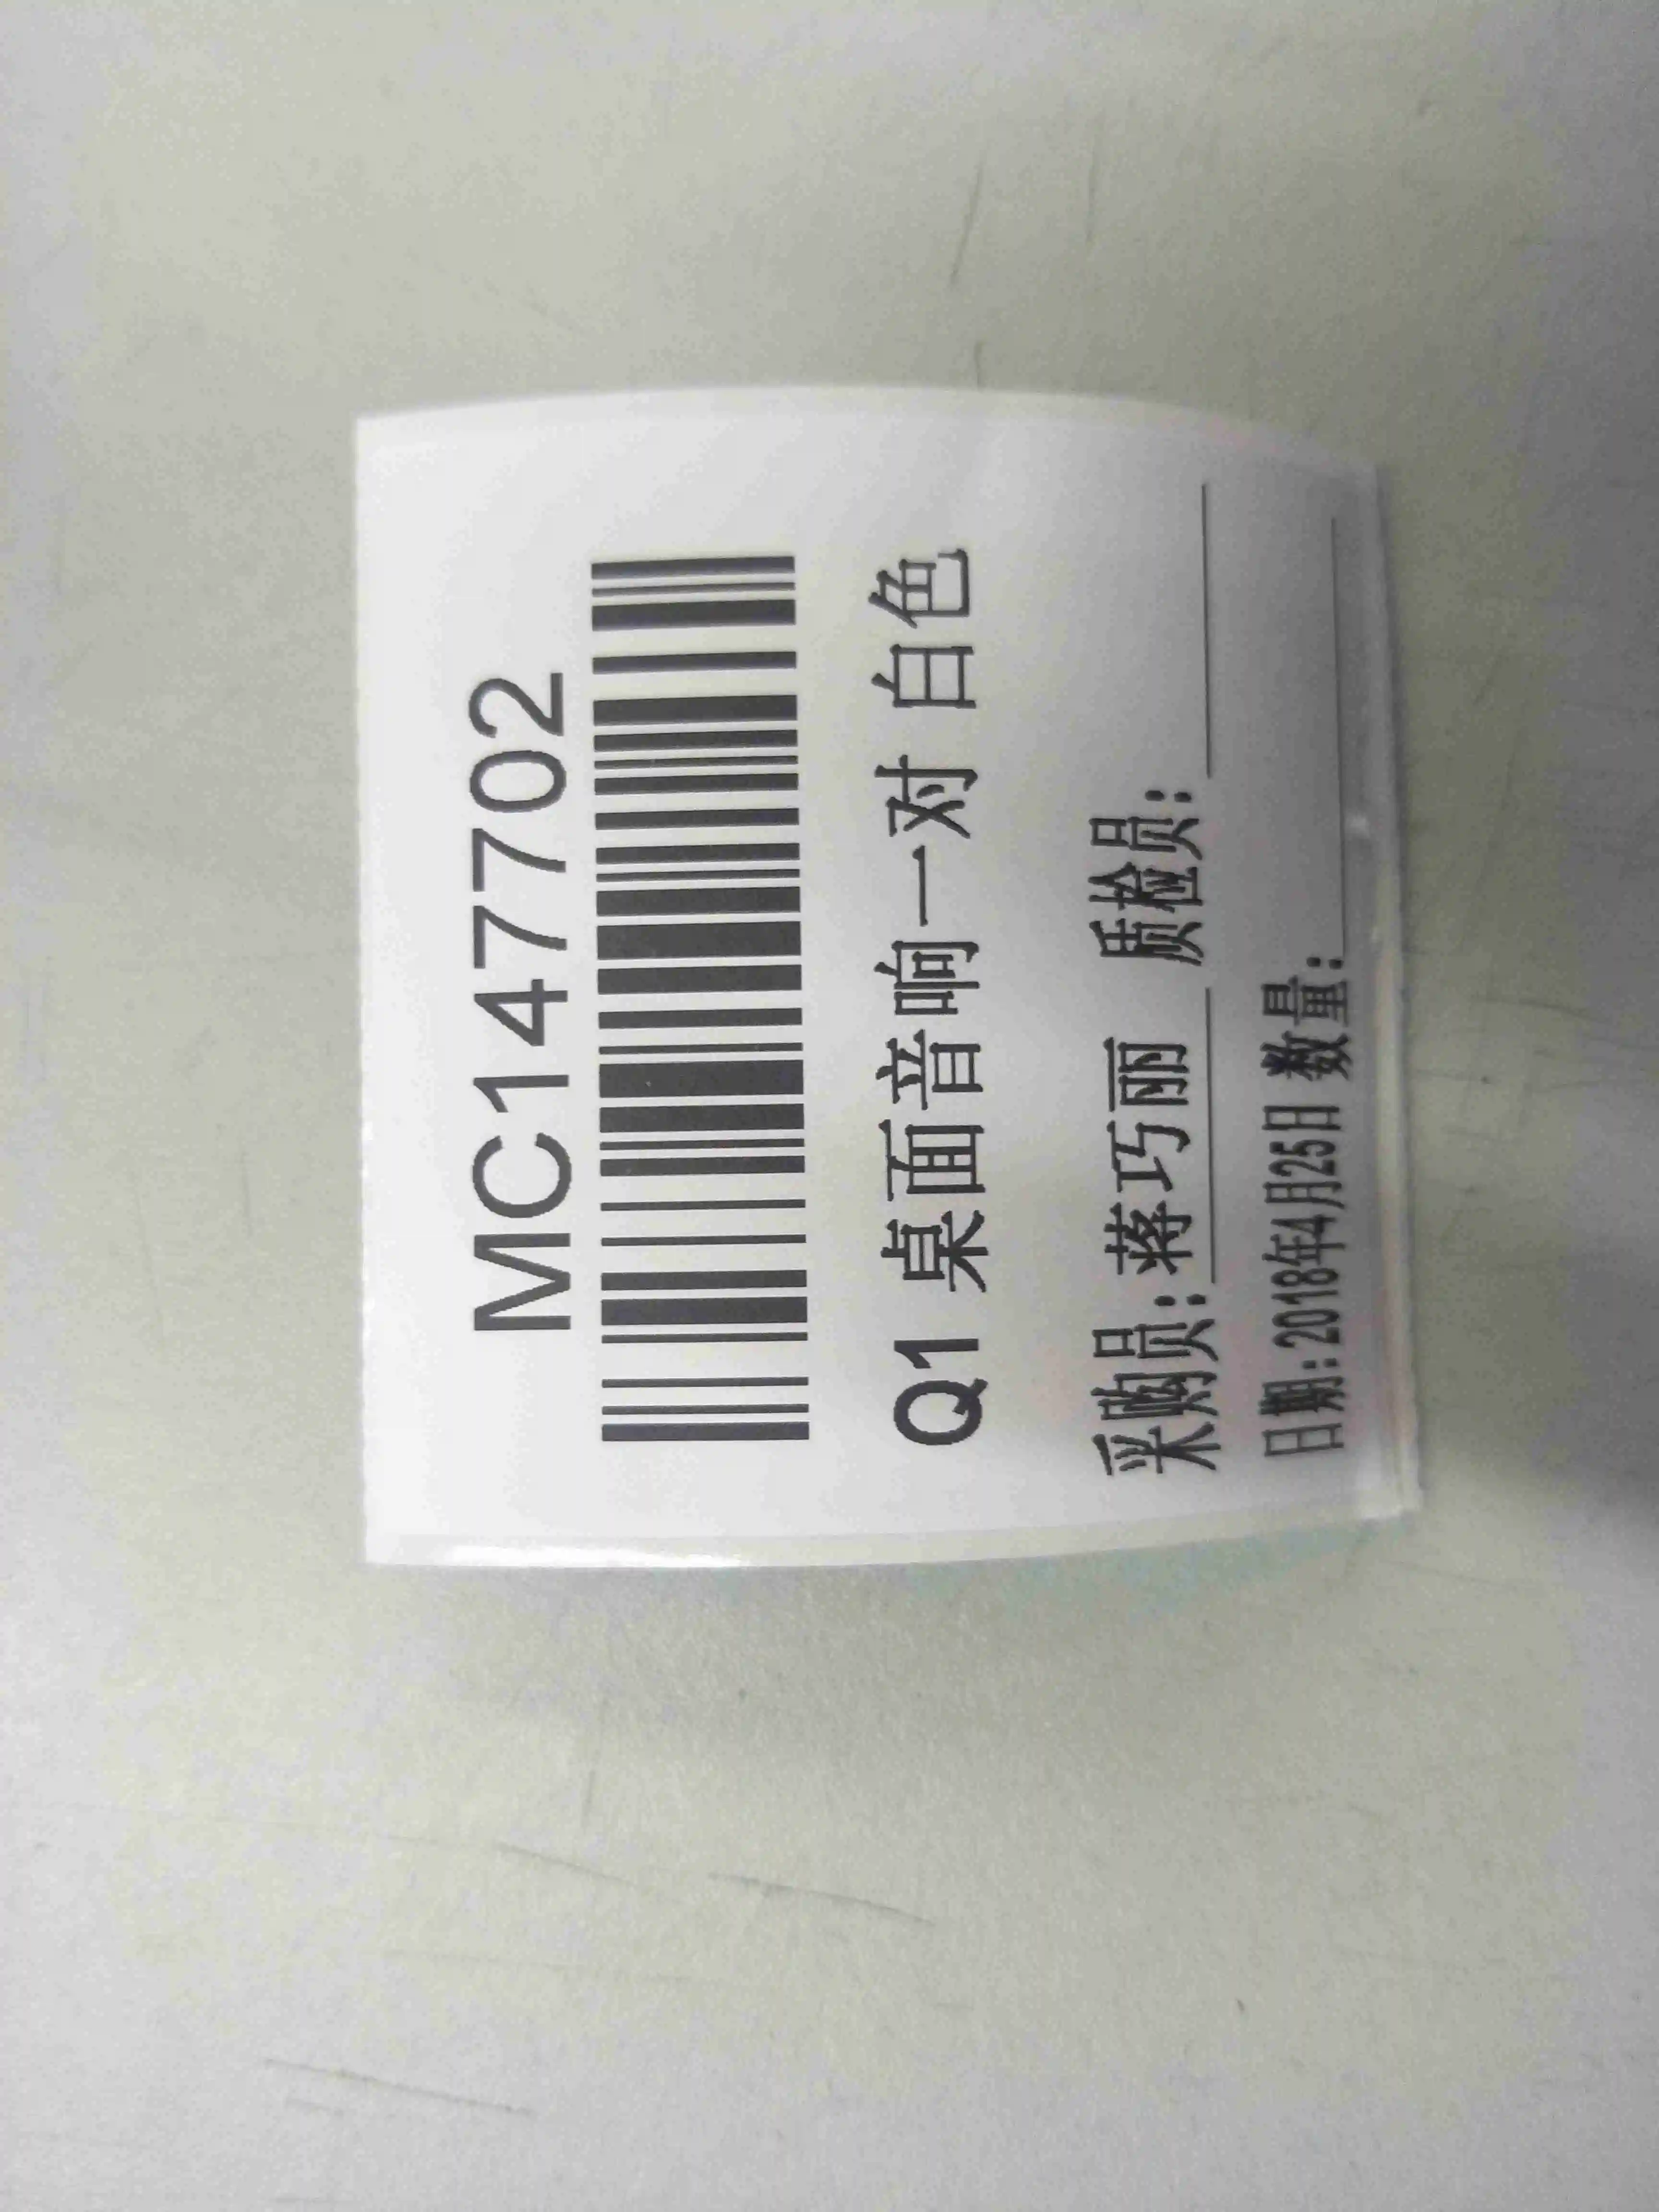 MC147702
Q1 桌面音响一对 白色
采购员:蒋巧丽 质检员:
日期:2018年4月25日 数量: